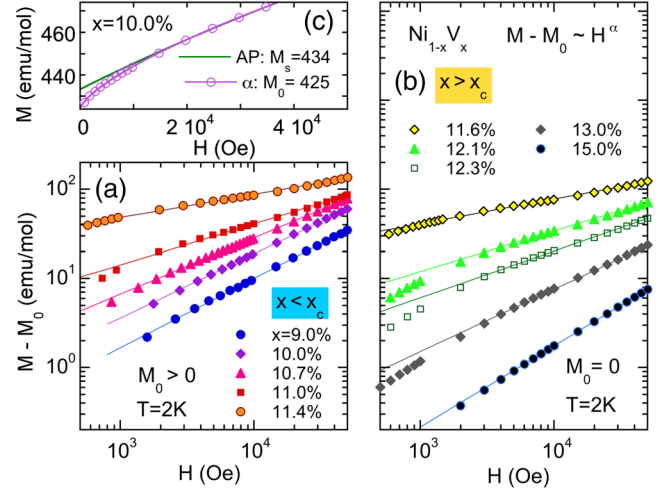 (c)
x=10.0%
AP: M_s=434
α: M_0= 425
M (emu/mol)
460
440
0
2 10^4
4 10^4
H (Oe)
Ni_{1-x}V_x
M - M_0 ~ H^α
(b)
x > x_c
11.6%
12.1%
12.3%
13.0%
15.0%
M_0 = 0
T=2K
10^3
10^4
H (Oe)
(a)
M - M_0 (emu/mol)
10^2
10^1
10^0
x < x_c
x=9.0%
10.0%
10.7%
11.0%
11.4%
M_0 > 0
T=2K
10^3
10^4
H (Oe)